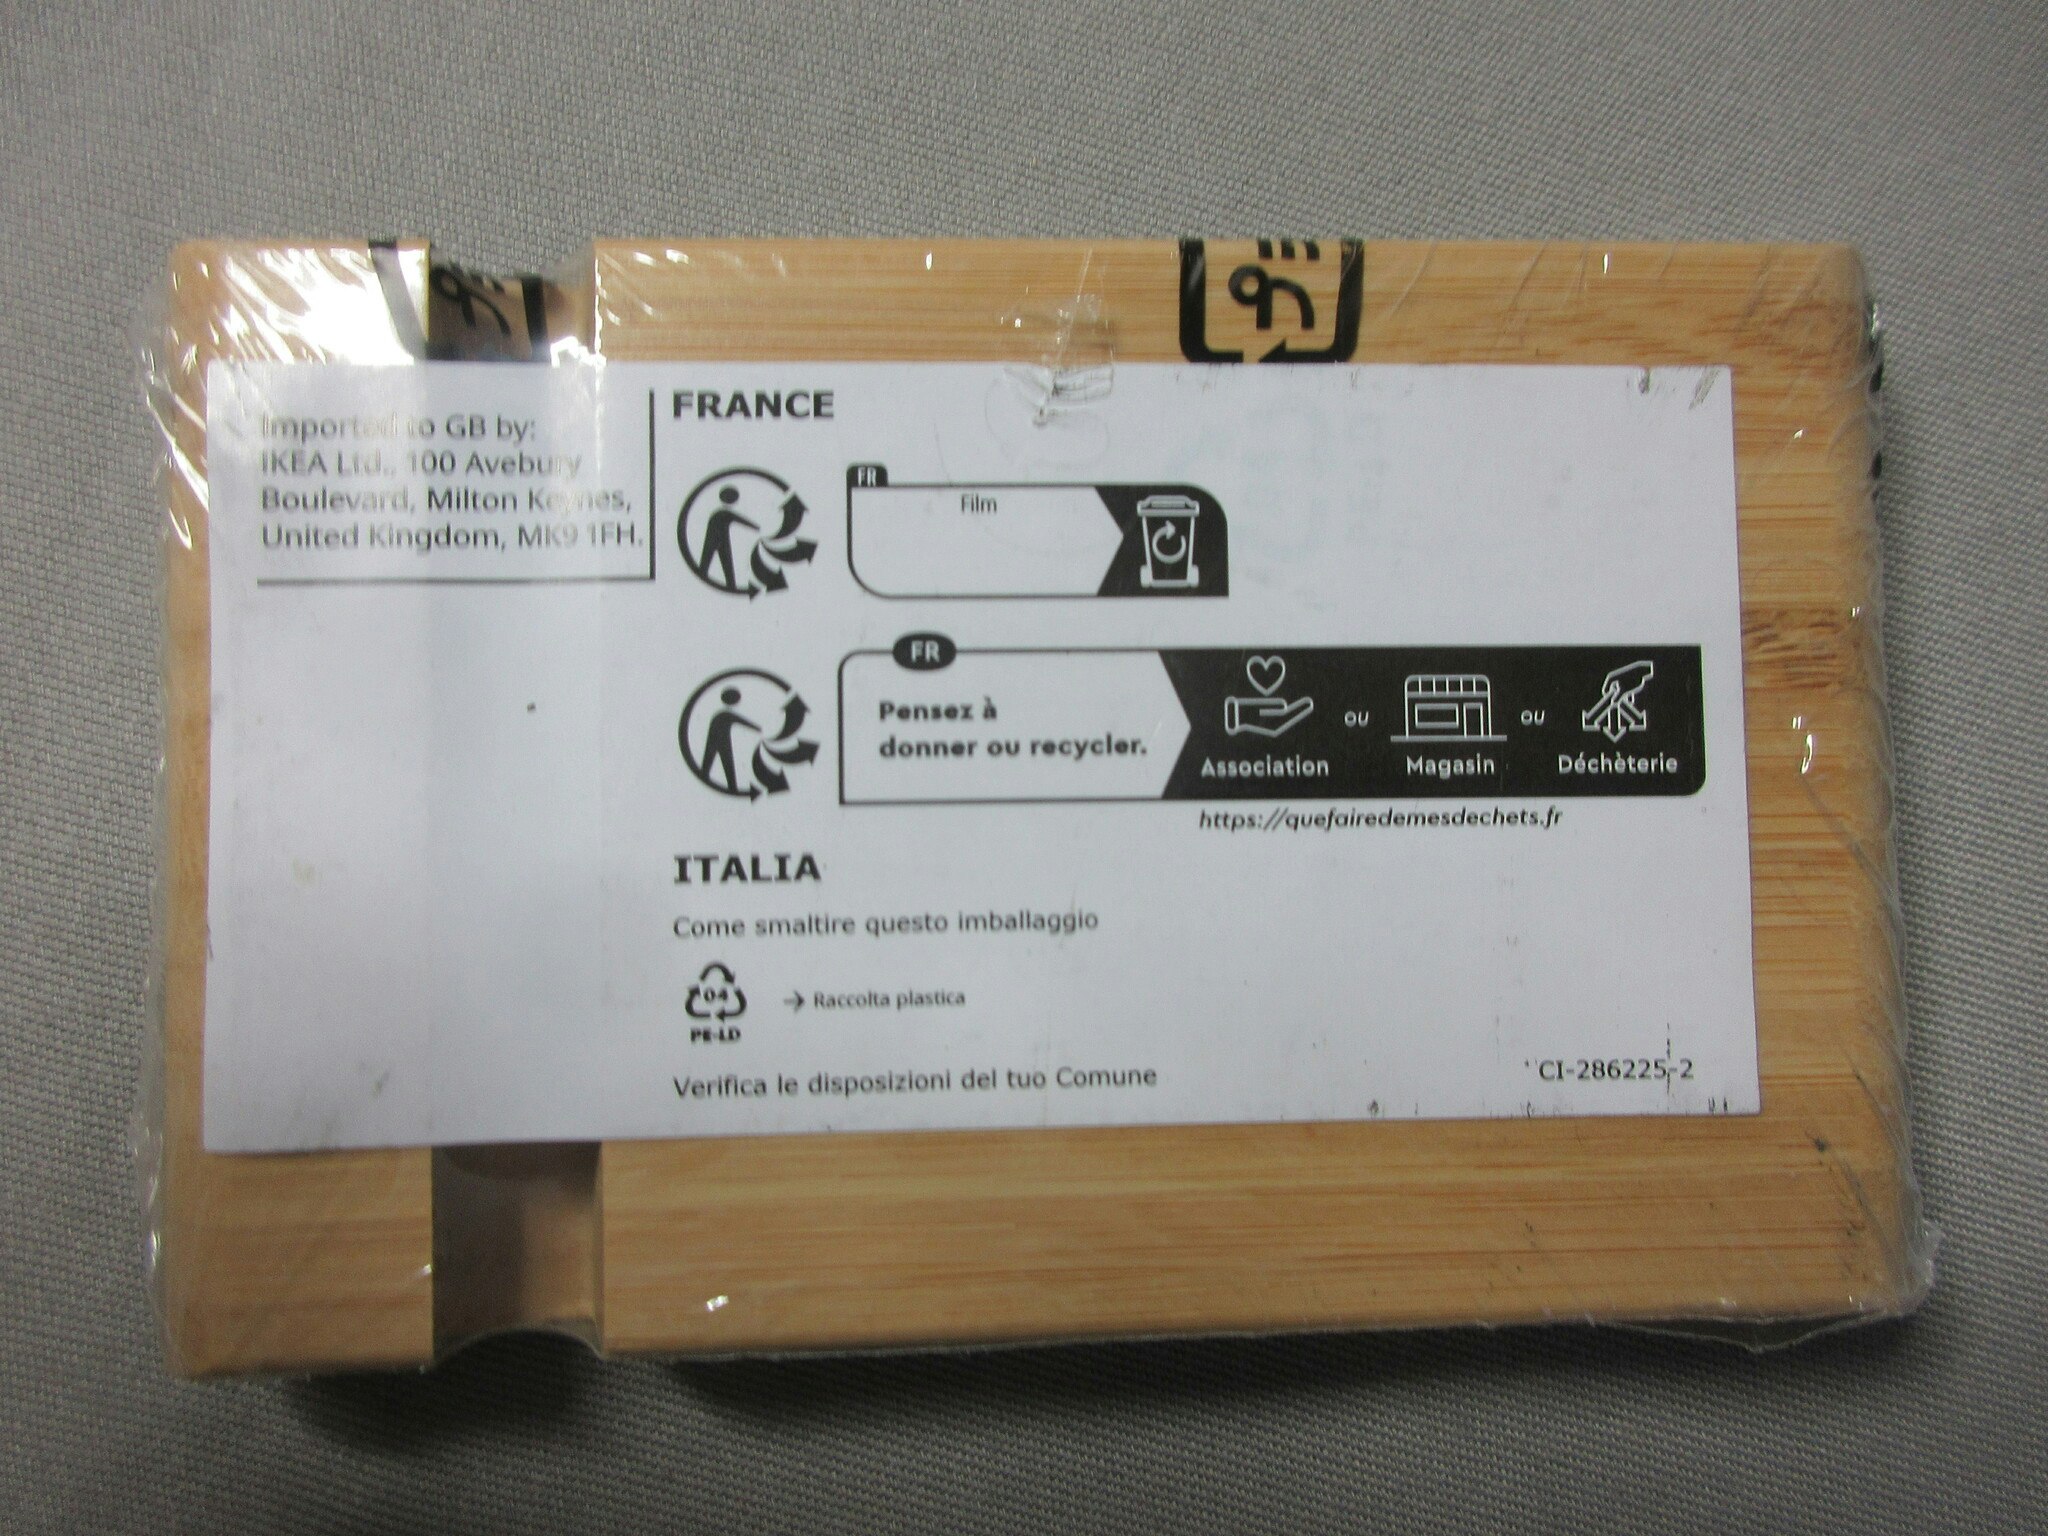 Imported to GB by:
IKEA Ltd., 100 Avebury
Boulevard, Milton Keynes,
United Kingdom, MK9 1FH.
FRANCE
FR
Film
FR
Pensez à
donner ou recycler.
Association
ou
Magasin
ou
Déchèterie
https://quefairedemesdechets.fr
ITALIA
Come smaltire questo imballaggio
04
PE-LD
→ Raccolta plastica
Verifica le disposizioni del tuo Comune
CI-286225-2